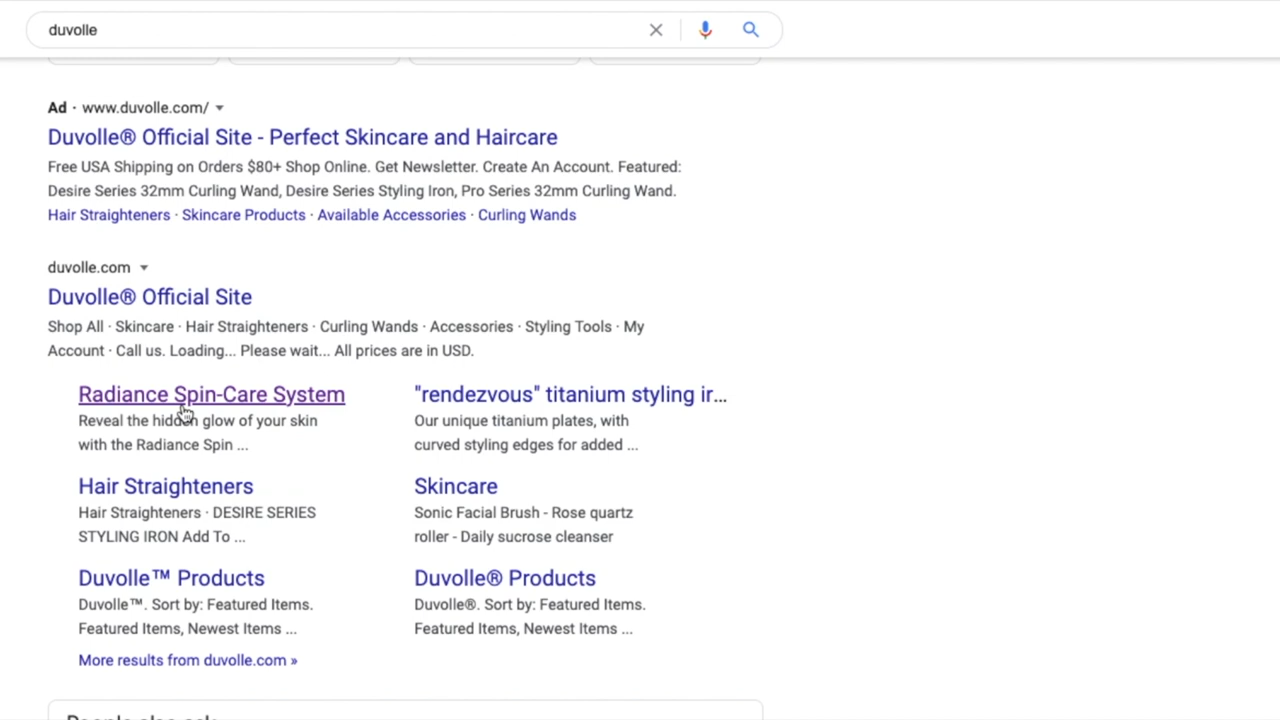 duvolle
Ad · www.duvolle.com/
Duvolle® Official Site - Perfect Skincare and Haircare
Free USA Shipping on Orders $80+ Shop Online. Get Newsletter. Create An Account. Featured:
Desire Series 32mm Curling Wand, Desire Series Styling Iron, Pro Series 32mm Curling Wand.
Hair Straighteners · Skincare Products · Available Accessories · Curling Wands
duvolle.com
Duvolle® Official Site
Shop All · Skincare · Hair Straighteners · Curling Wands · Accessories · Styling Tools · My
Account · Call us. Loading... Please wait... All prices are in USD.
Radiance Spin-Care System
Reveal the hidden glow of your skin
with the Radiance Spin ...
"rendezvous" titanium styling ir...
Our unique titanium plates, with
curved styling edges for added ...
Hair Straighteners
Hair Straighteners · DESIRE SERIES
STYLING IRON Add To ...
Skincare
Sonic Facial Brush - Rose quartz
roller - Daily sucrose cleanser
Duvolle™ Products
Duvolle™. Sort by: Featured Items.
Featured Items, Newest Items ...
Duvolle® Products
Duvolle®. Sort by: Featured Items.
Featured Items, Newest Items ...
More results from duvolle.com »
People also ask